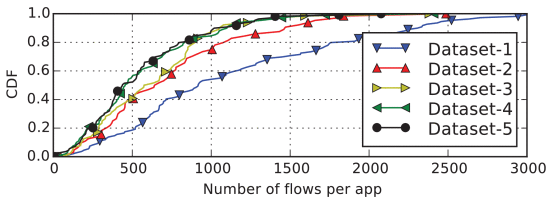 1.0
0.8
0.6
0.4
0.2
0.0
CDF
Dataset-1
Dataset-2
Dataset-3
Dataset-4
Dataset-5
0 500 1000 1500 2000 2500 3000
Number of flows per app